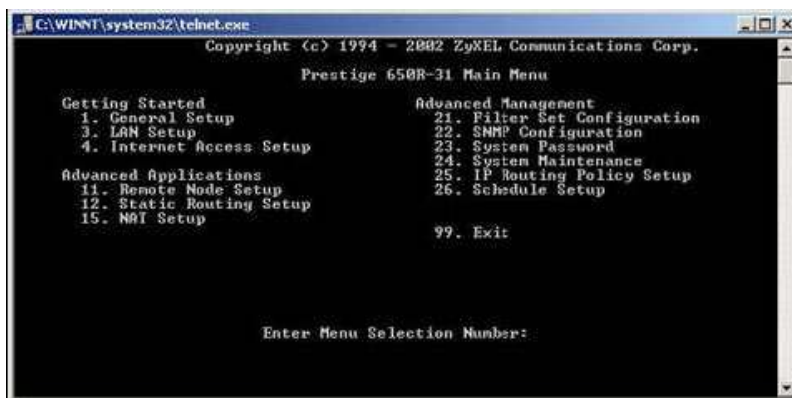 C:\WINNT\system32\telnet.exe
Copyright (c) 1994 - 2002 ZyXEL Communications Corp.
Prestige 650R-31 Main Menu
Getting Started
1. General Setup
3. LAN Setup
4. Internet Access Setup
Advanced Applications
11. Remote Node Setup
12. Static Routing Setup
15. NAT Setup
Advanced Management
21. Filter Set Configuration
22. SNMP Configuration
23. System Password
24. System Maintenance
25. IP Routing Policy Setup
26. Schedule Setup
99. Exit
Enter Menu Selection Number: